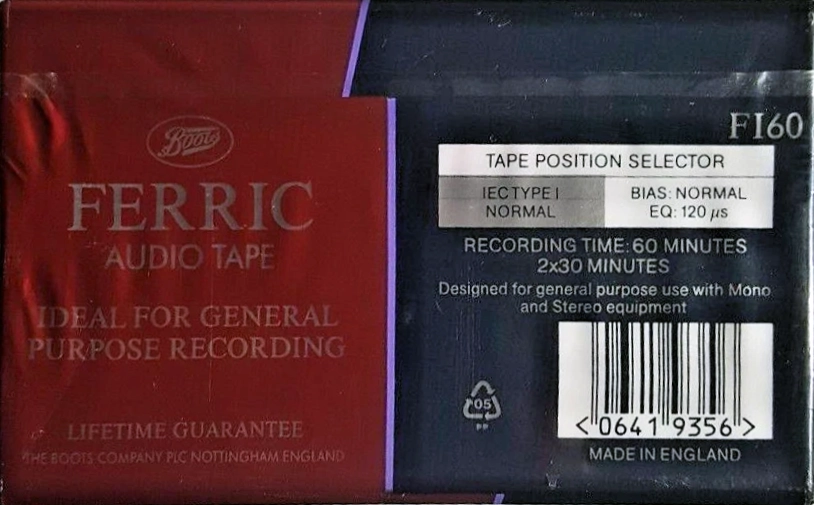 Boots
FERRIC
AUDIO TAPE
IDEAL FOR GENERAL
PURPOSE RECORDING
LIFETIME GUARANTEE
THE BOOTS COMPANY PLC NOTTINGHAM ENGLAND
FI60
TAPE POSITION SELECTOR
IEC TYPE I
NORMAL
BIAS: NORMAL
EQ: 120 μs
RECORDING TIME: 60 MINUTES
2x30 MINUTES
Designed for general purpose use with Mono
and Stereo equipment
05
PP
<"0641"9356">
MADE IN ENGLAND